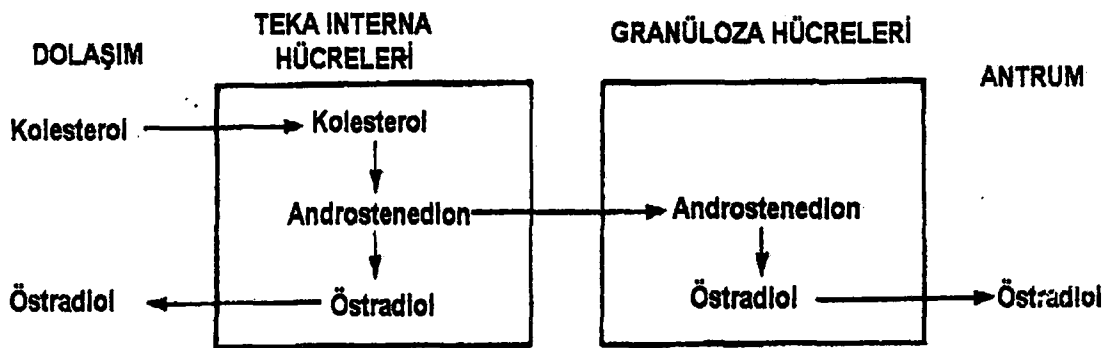 DOLAŞIM
TEKA INTERNA
HÜCRELERİ
GRANÜLOZA HÜCRELERİ
ANTRUM
Kolesterol
Kolesterol
Androstenedion
Androstenedion
Östradiol
Östradiol
Östradiol
Östradiol